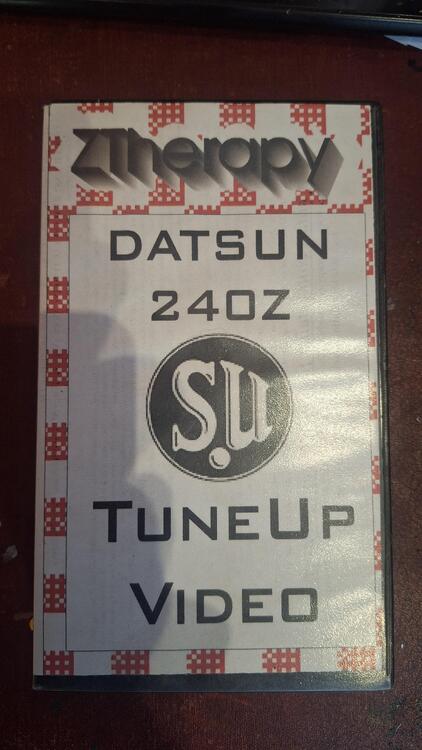 ZTherapy
DATSUN
240Z
S.U
TUNEUP
VIDEO